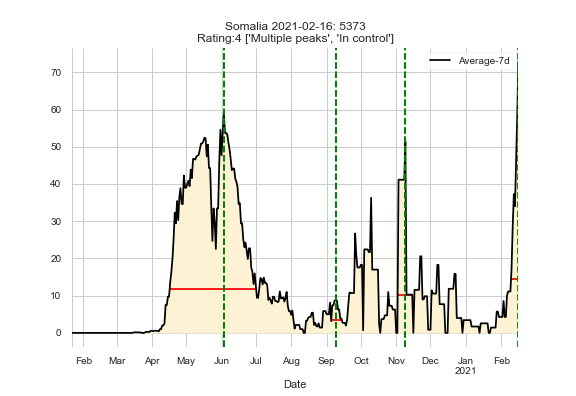 Somalia 2021-02-16: 5373
Rating:4 ['Multiple peaks', 'In control']
Average-7d
70
60
50
40
30
20
10
0
Feb Mar Apr May Jun Jul Aug Sep Oct Nov Dec Jan Feb
2021
Date